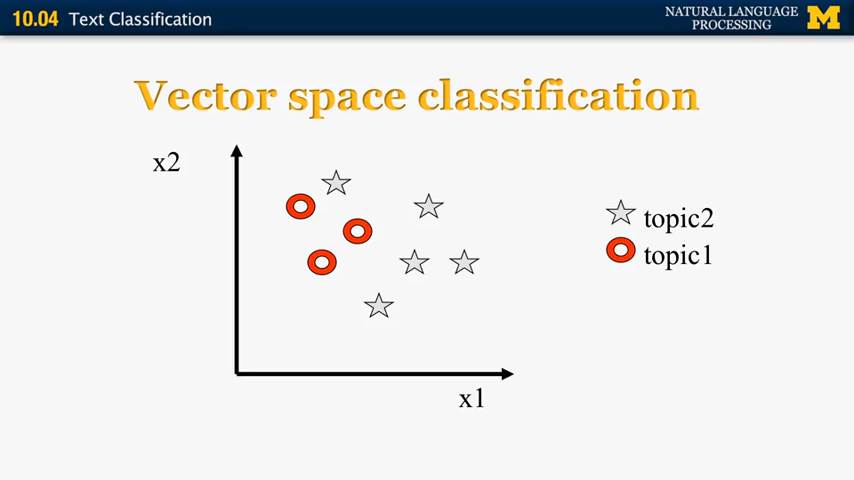 10.04 Text Classification
NATURAL LANGUAGE
PROCESSING
M
Vector space classification
x2
topic2
topic1
x1